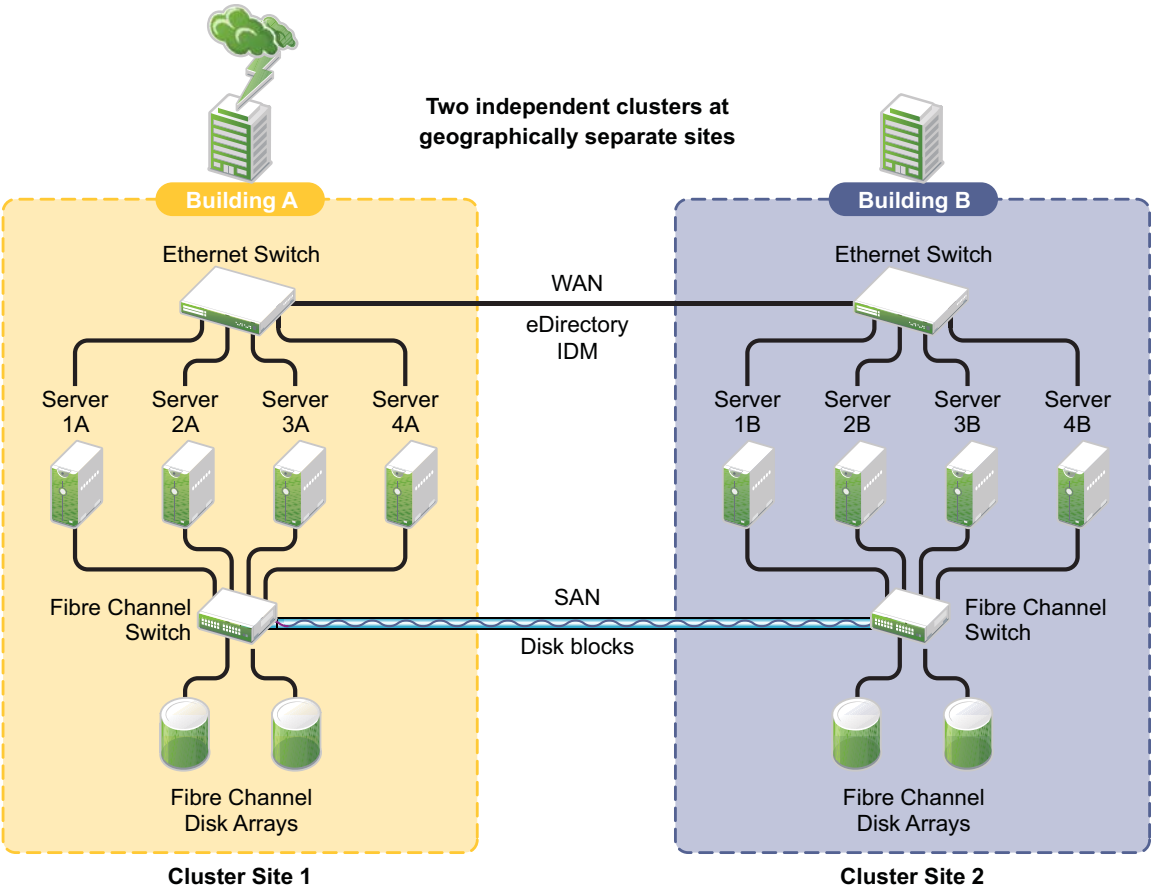 Two independent clusters at
geographically separate sites
Building A
Building B
Ethernet Switch
Ethernet Switch
WAN
eDirectory
IDM
Server
1A
Server
2A
Server
3A
Server
4A
Server
1B
Server
2B
Server
3B
Server
4B
Fibre Channel
Switch
SAN
Disk blocks
Fibre Channel
Switch
Fibre Channel
Disk Arrays
Fibre Channel
Disk Arrays
Cluster Site 1
Cluster Site 2